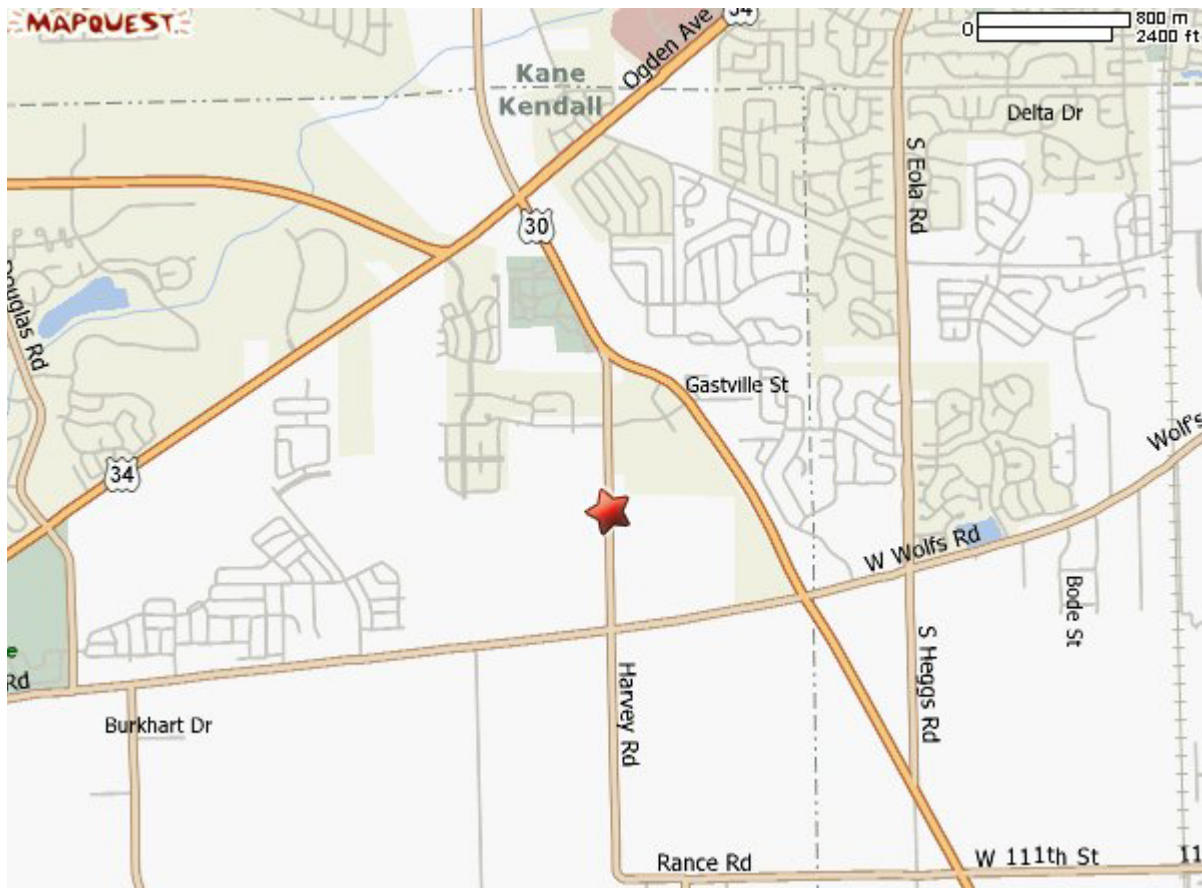 MAPQUEST
34
0
800 m
2400 ft
Ogden Ave
Kane
Kendall
Delta Dr
S Eola Rd
30
Douglas Rd
Gastville St
Wolf's
34
W Wolfs Rd
Bode St
e
Rd
S Heggs Rd
Harvey Rd
Burkhart Dr
Rance Rd
W 111th St
11